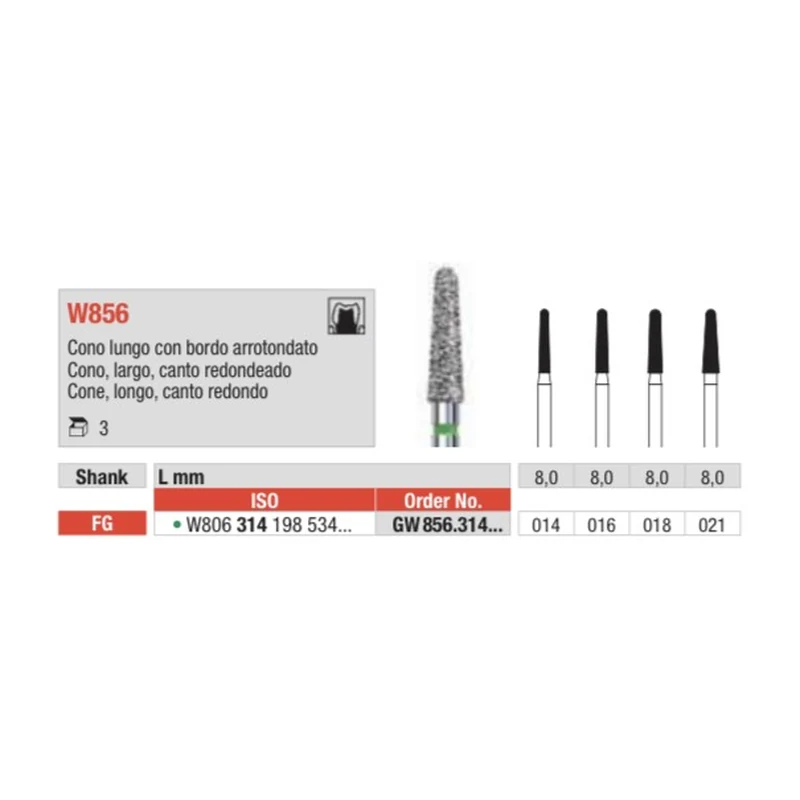 W856
Cono lungo con bordo arrotondato
Cono, largo, canto redondeado
Cone, longo, canto redondo
3
Shank L mm 8,0 8,0 8,0 8,0
ISO Order No.
FG • W806 314 198 534... GW 856.314... 014 016 018 021